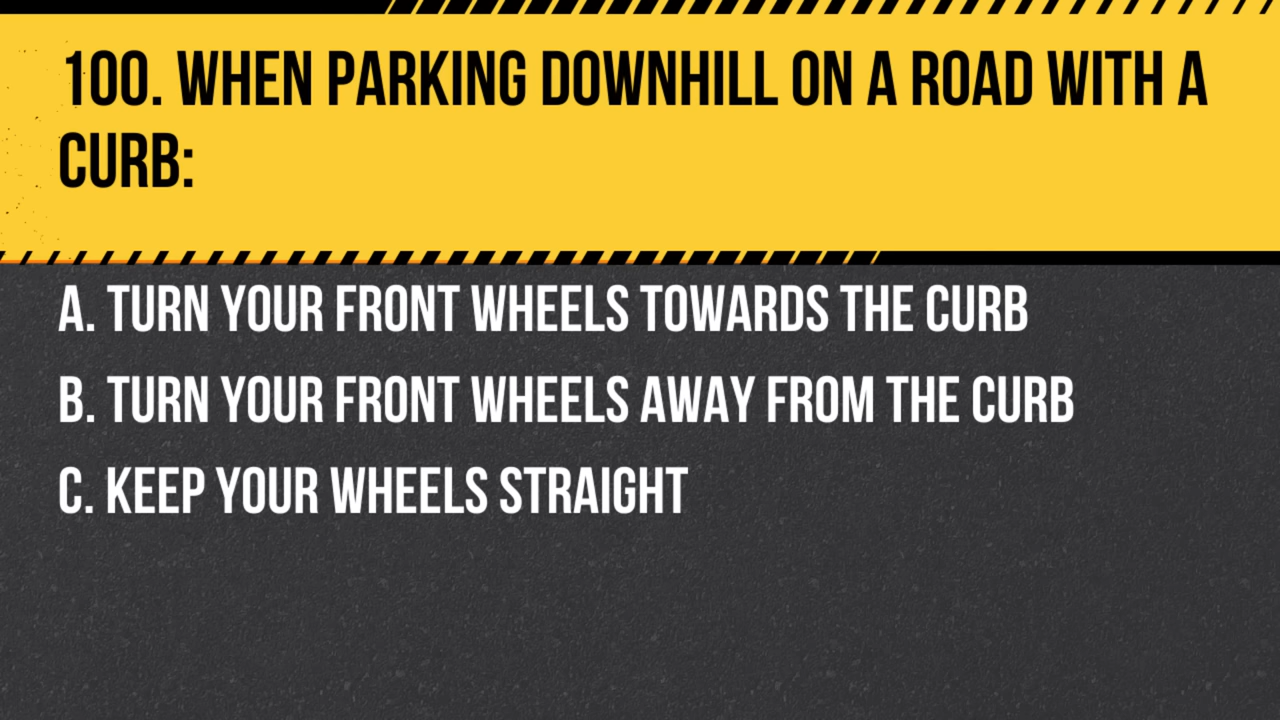 100. WHEN PARKING DOWNHILL ON A ROAD WITH A
CURB:
A. TURN YOUR FRONT WHEELS TOWARDS THE CURB
B. TURN YOUR FRONT WHEELS AWAY FROM THE CURB
C. KEEP YOUR WHEELS STRAIGHT